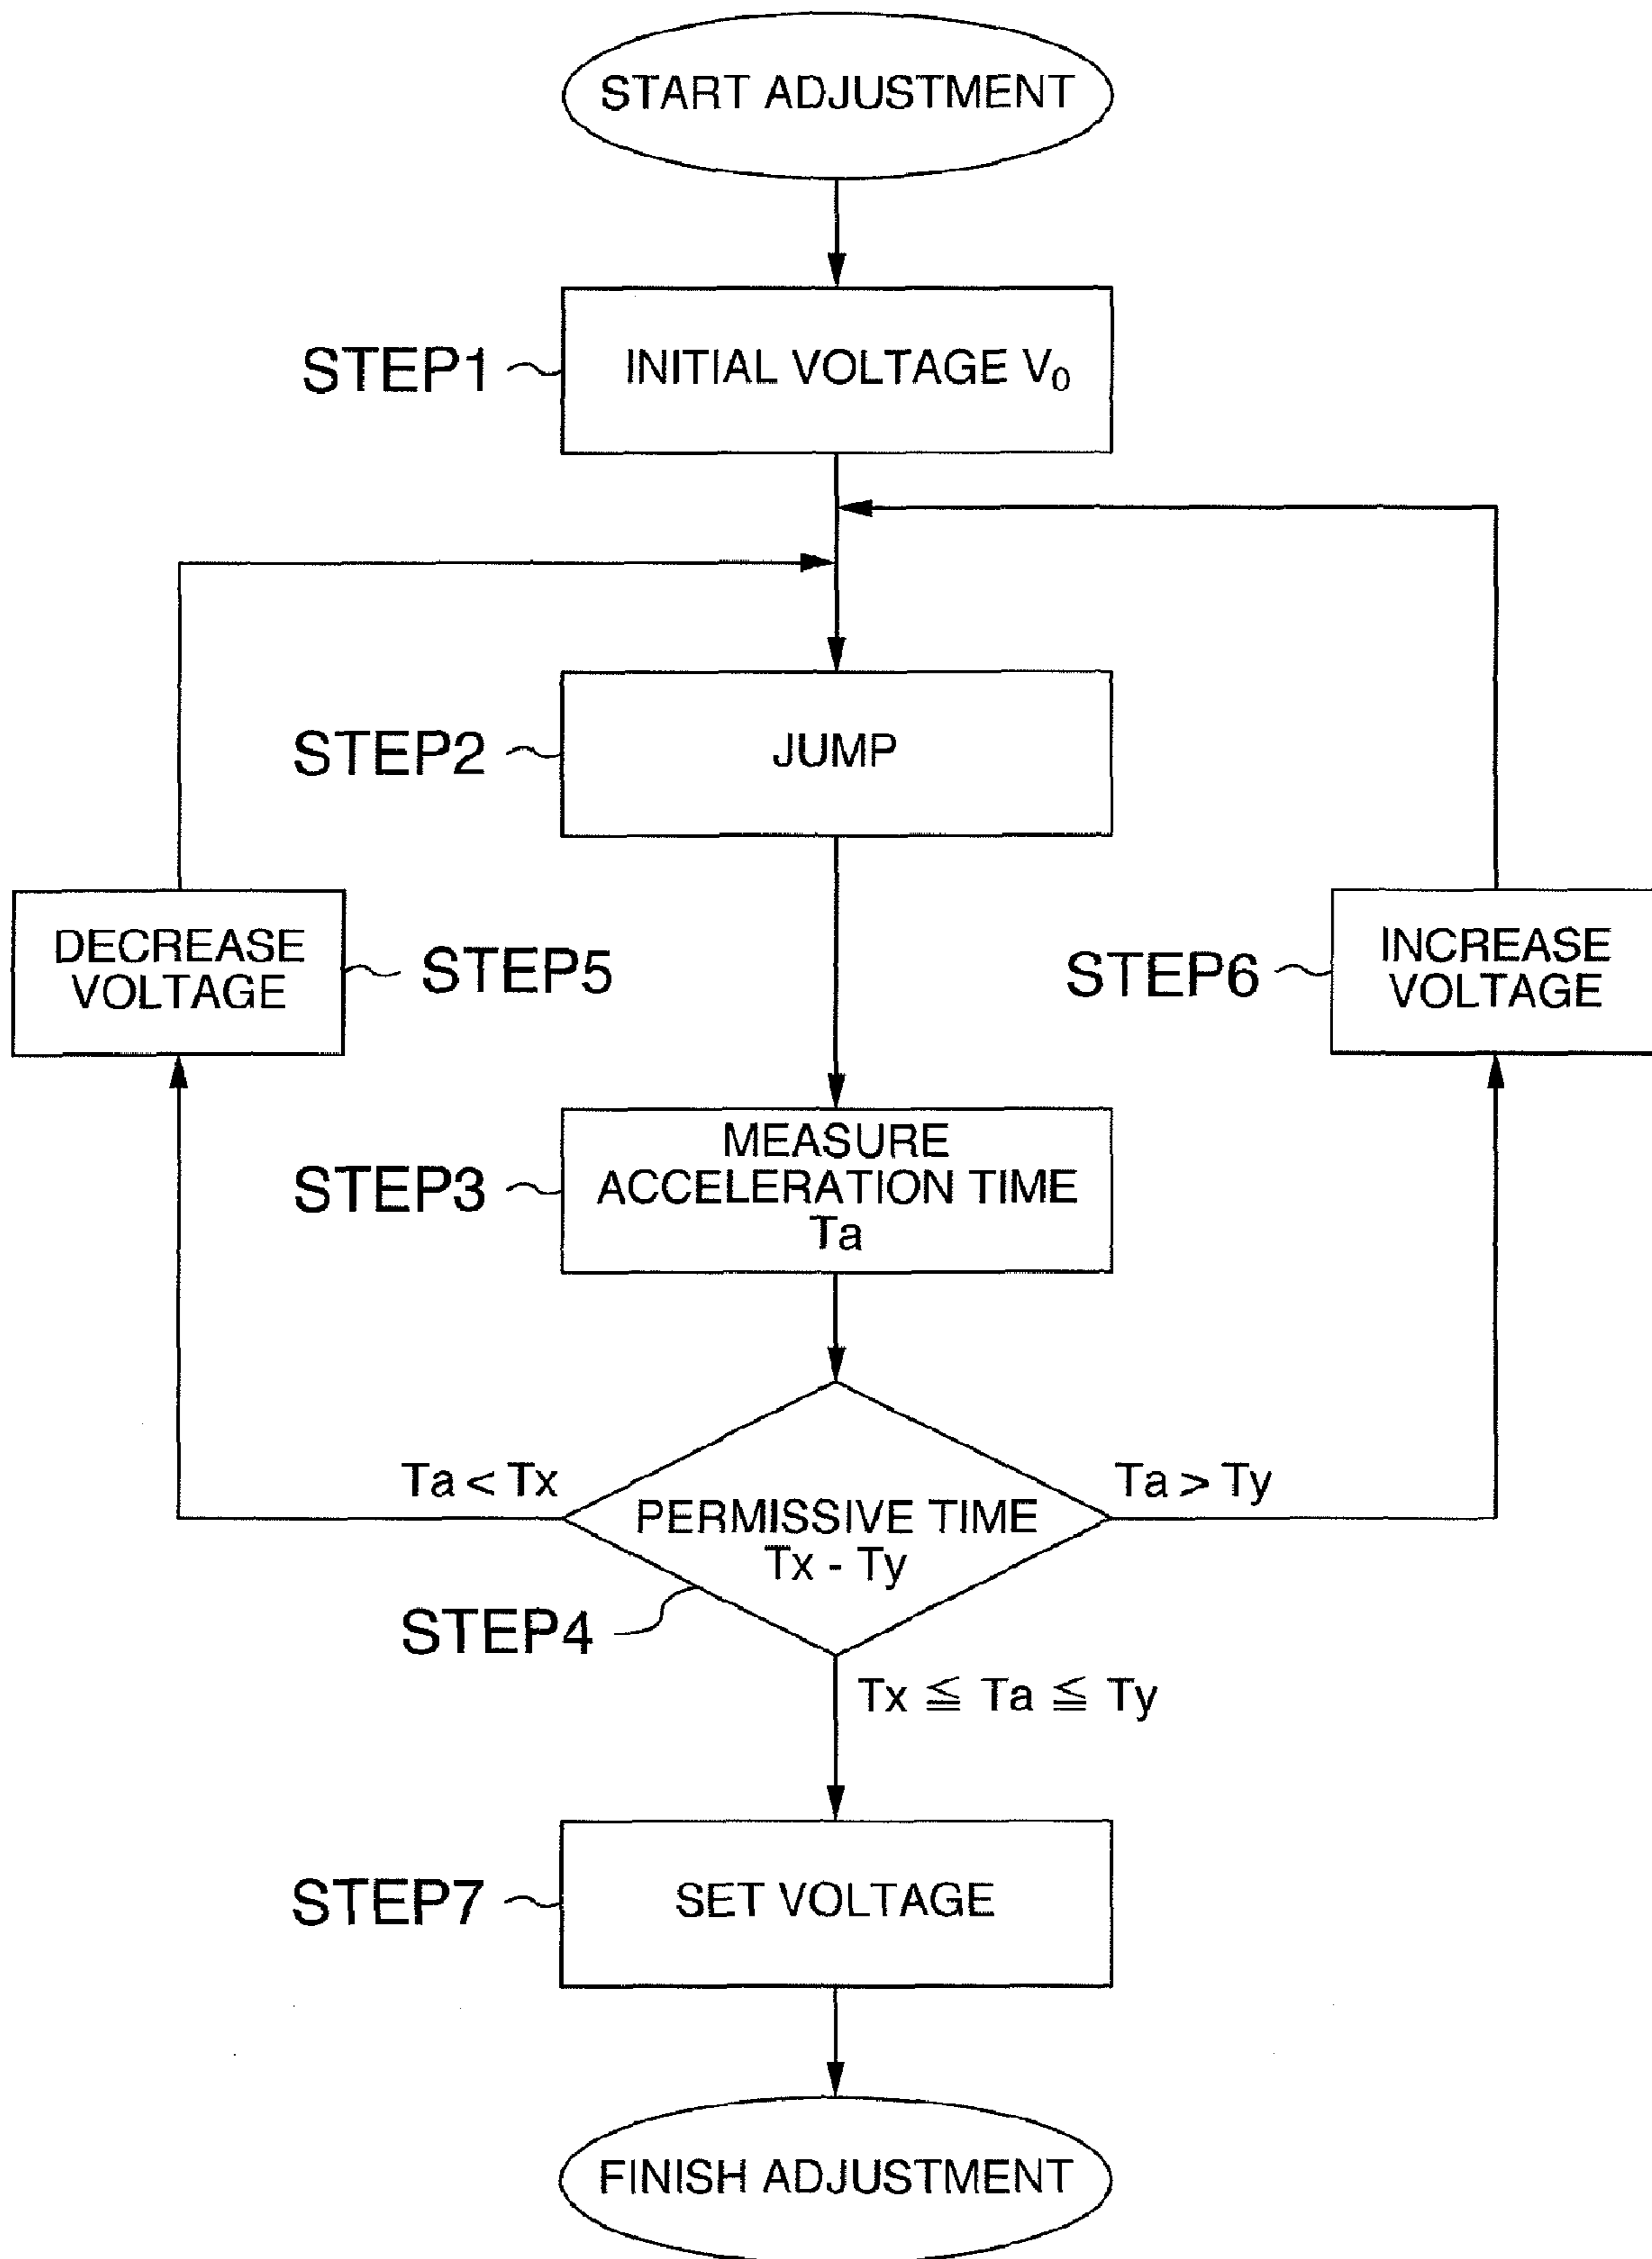 START ADJUSTMENT
STEP1
INITIAL VOLTAGE V₀
STEP2
JUMP
DECREASE
VOLTAGE
STEP5
STEP6
INCREASE
VOLTAGE
STEP3
MEASURE
ACCELERATION TIME
Ta
Ta < Tx
Ta > Ty
PERMISSIVE TIME
Tx - Ty
STEP4
Tx ≦ Ta ≦ Ty
STEP7
SET VOLTAGE
FINISH ADJUSTMENT